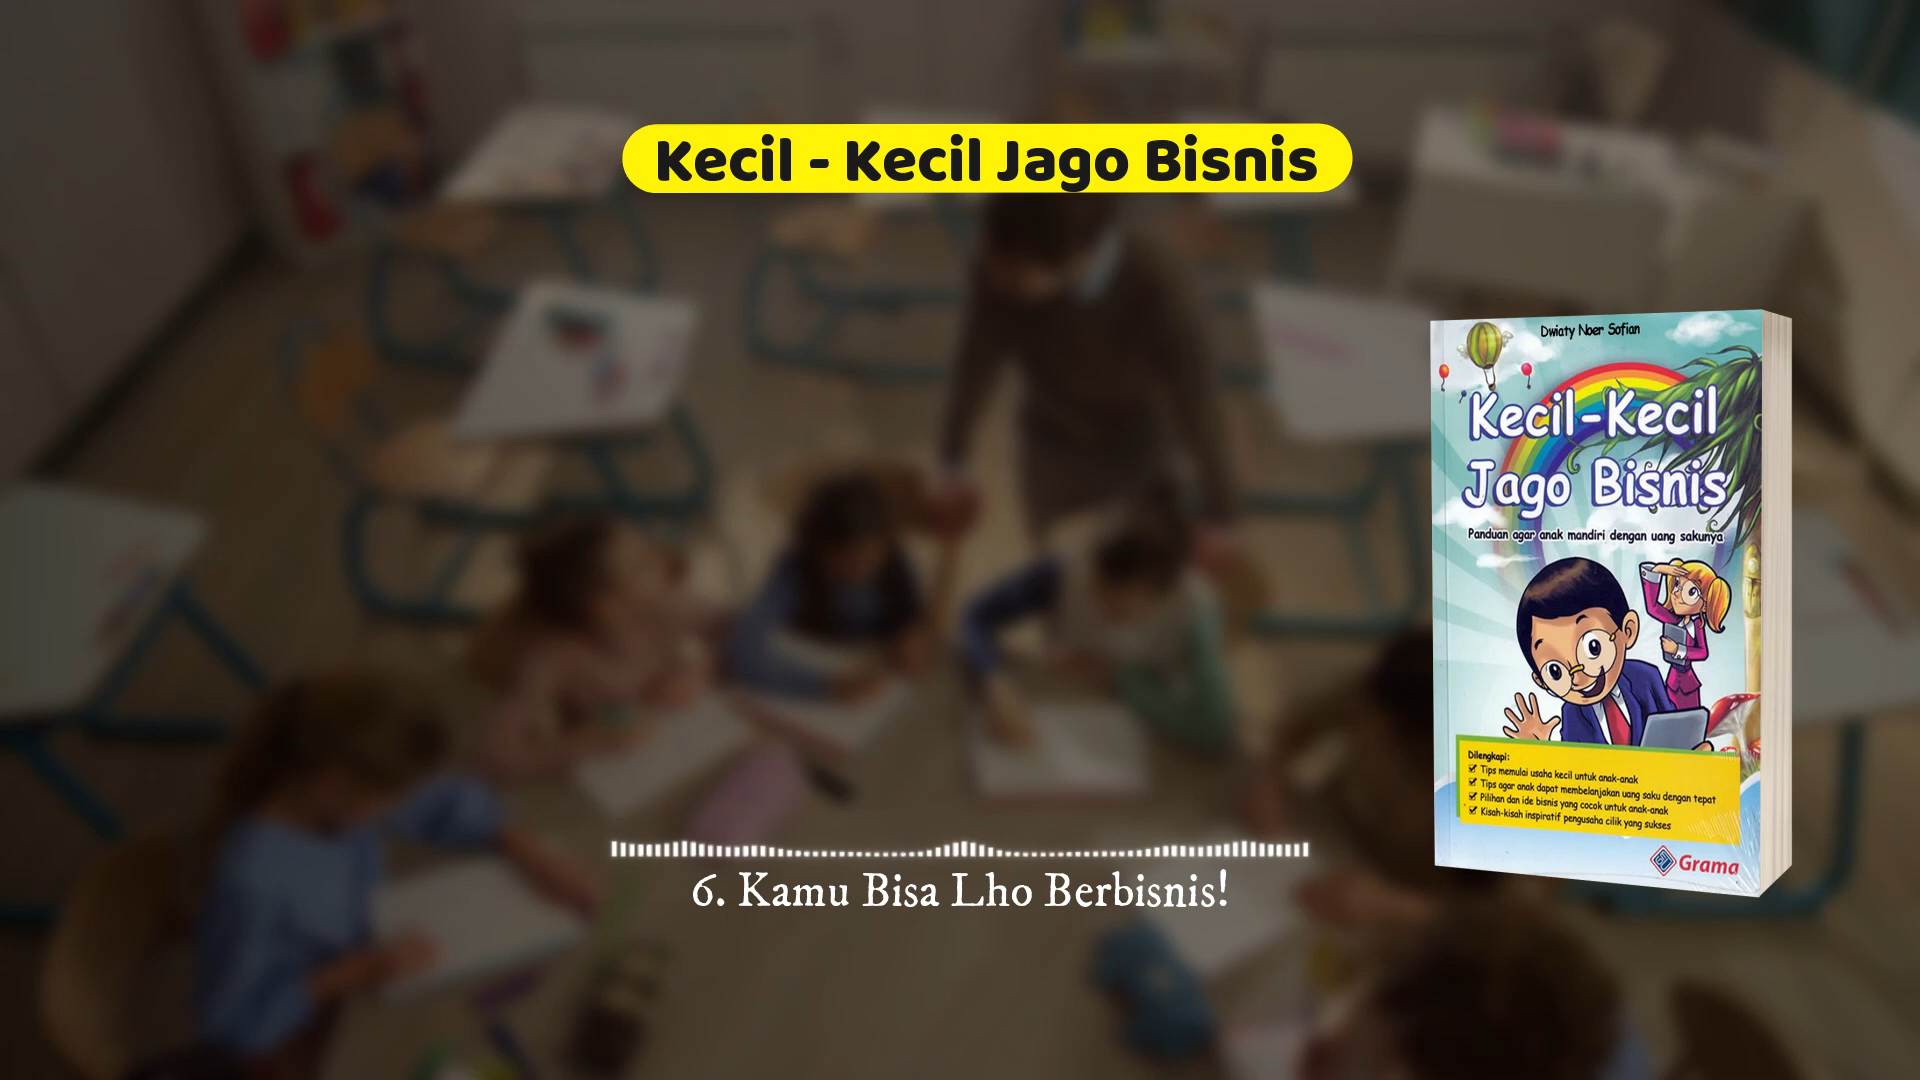 Kecil - Kecil Jago Bisnis
Dwiaty Noer Sofian
Kecil-Kecil
Jago Bisnis
Panduan agar anak mandiri dengan uang sakunya
Dilengkapi:
Tips memulai usaha kecil untuk anak-anak
Tips agar anak dapat membelanjakan uang saku dengan tepat
Pilihan dan ide bisnis yang cocok untuk anak-anak
Kisah-kisah inspiratif pengusaha cilik yang sukses
Grama
6. Kamu Bisa Lho Berbisnis!